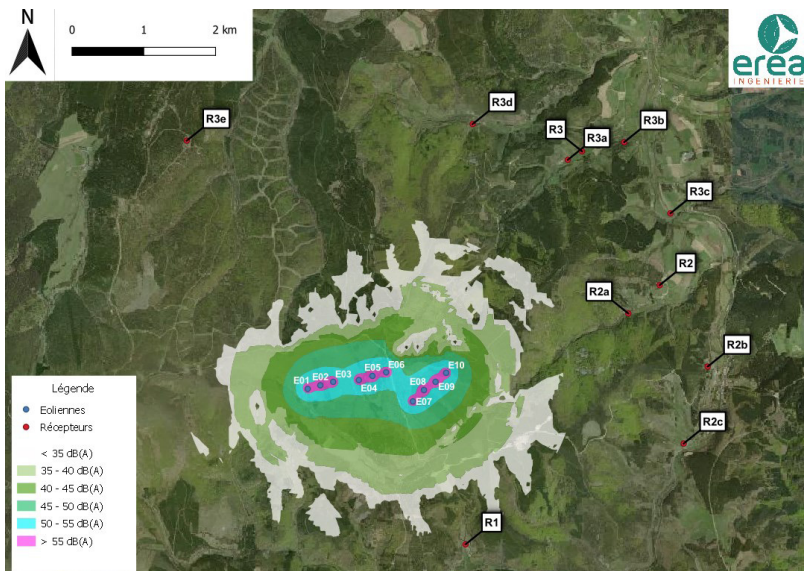 N
0 1 2 km
erea
INGENIERIE
R3e
R3d
R3
R3a
R3b
R3c
R2
R2a
R2b
R2c
R1
E01
E02
E03
E04
E05
E06
E07
E08
E09
E10
Légende
Eoliennes
Récepteurs
< 35 dB(A)
35 - 40 dB(A)
40 - 45 dB(A)
45 - 50 dB(A)
50 - 55 dB(A)
> 55 dB(A)